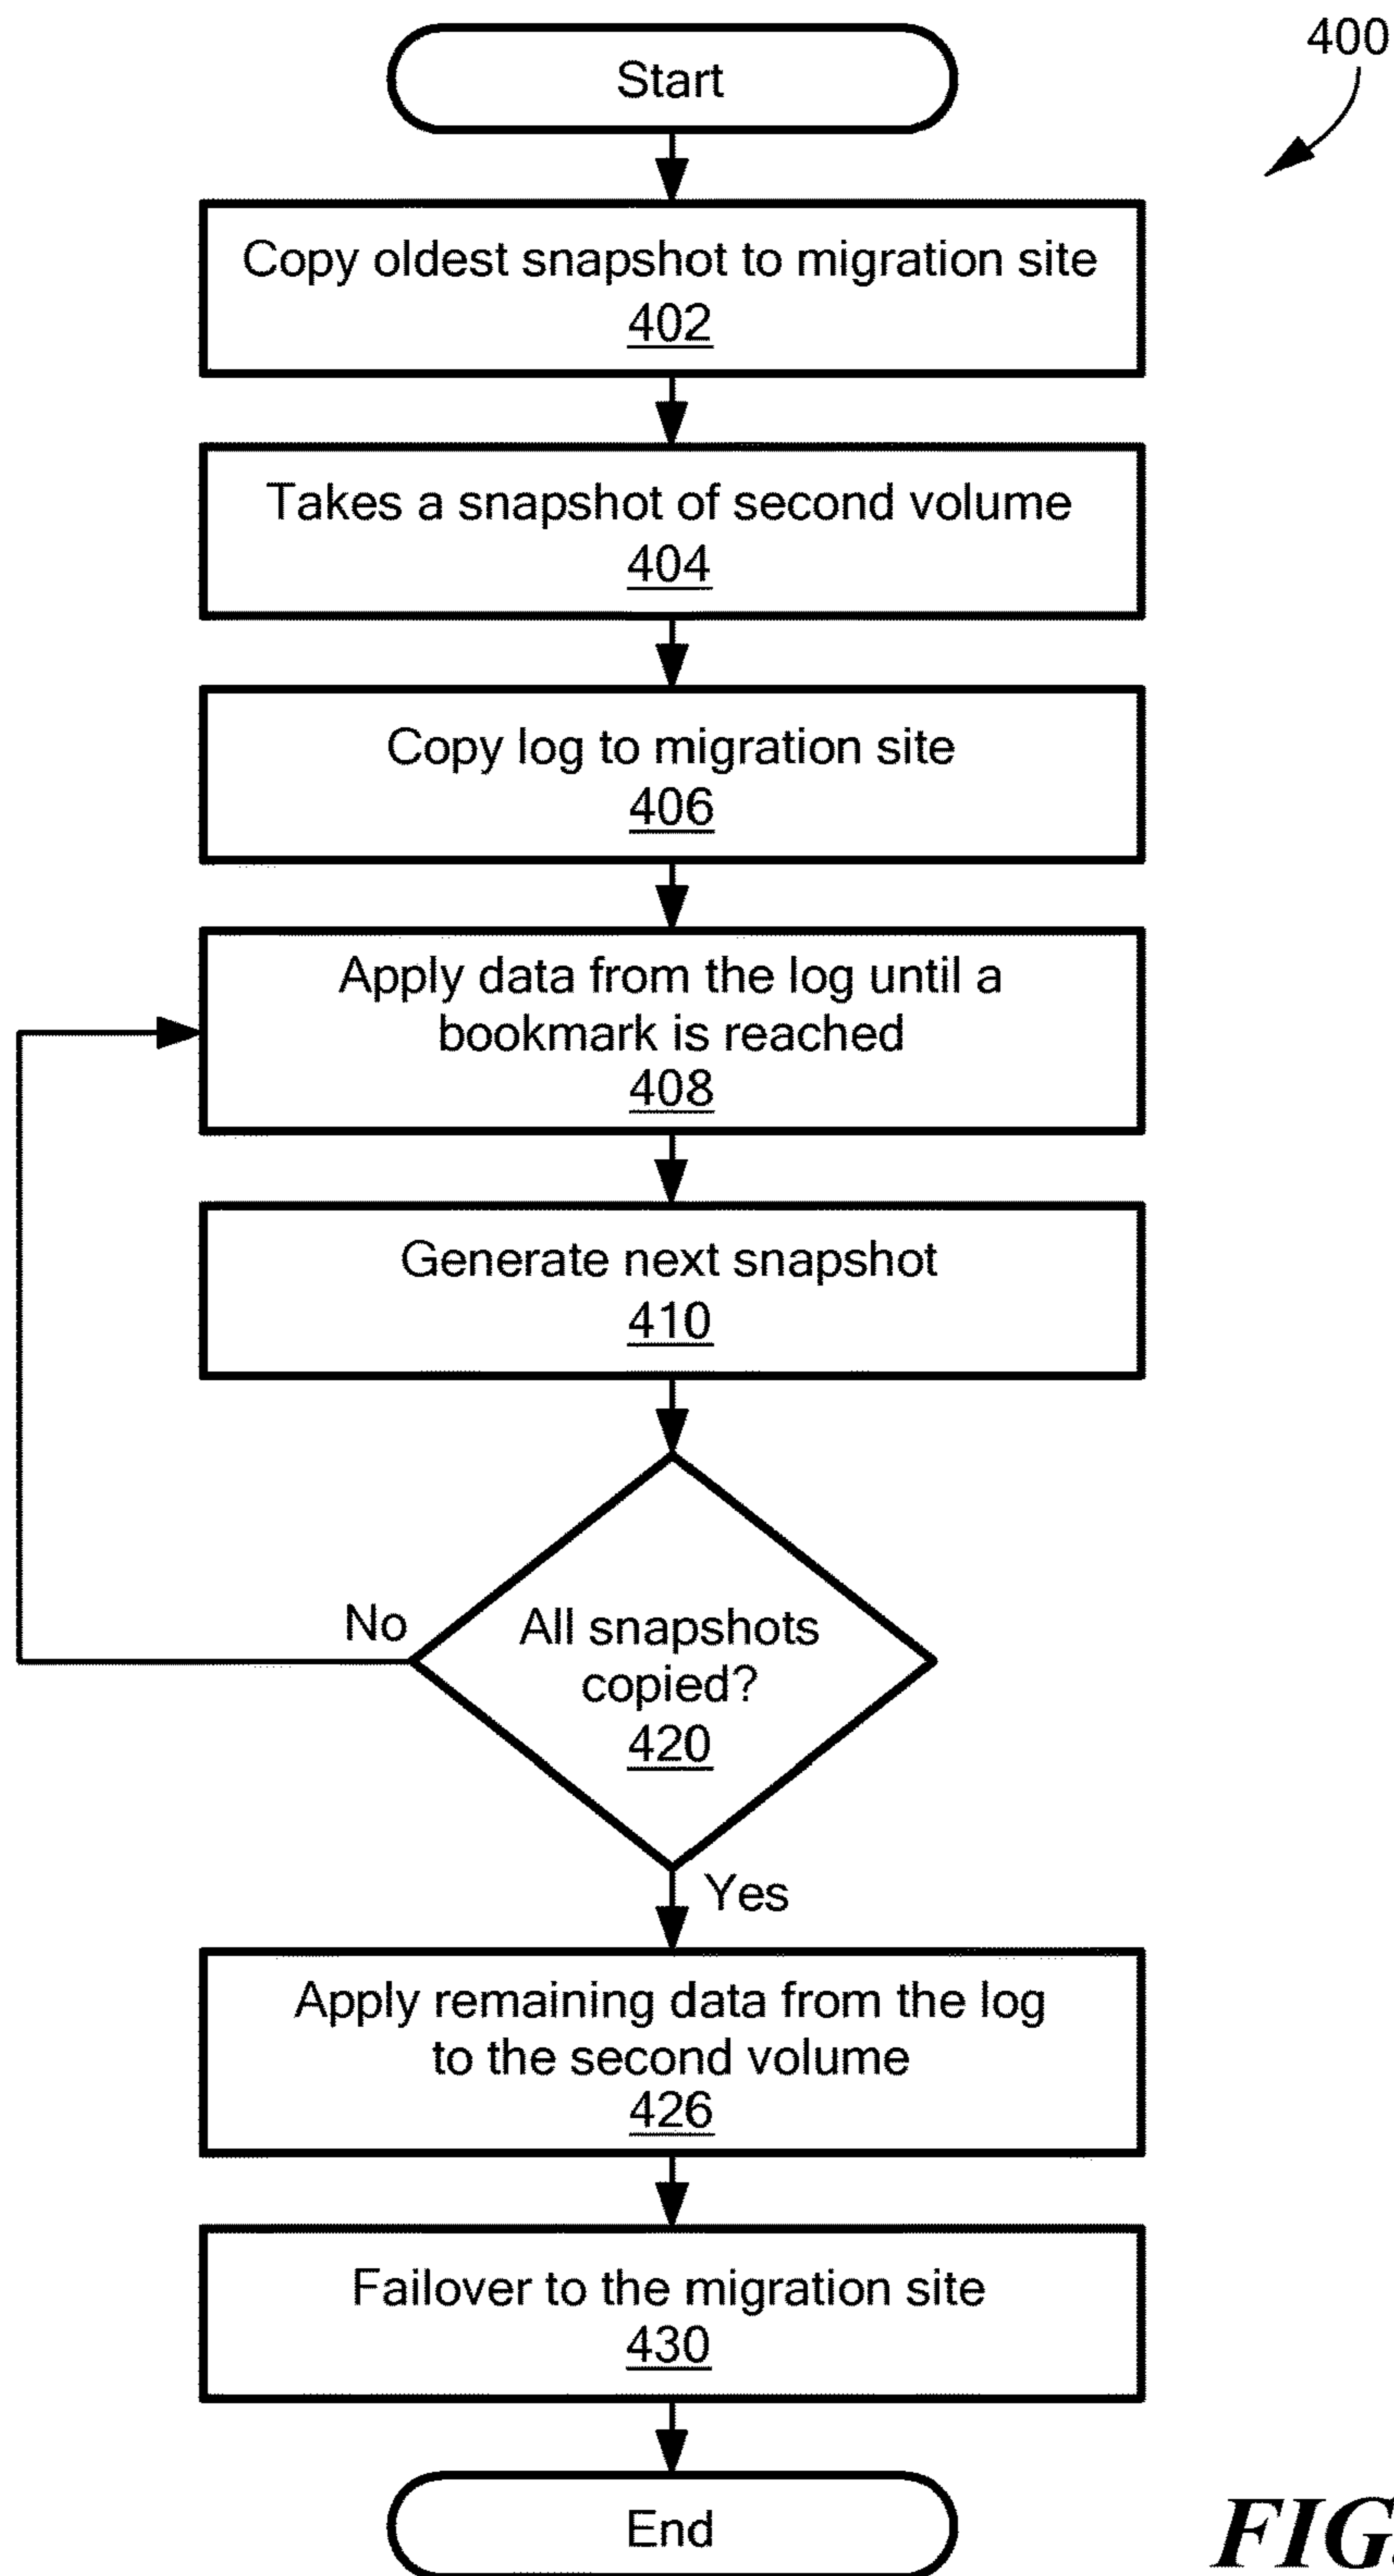 400
Start
Copy oldest snapshot to migration site
402
Takes a snapshot of second volume
404
Copy log to migration site
406
Apply data from the log until a
bookmark is reached
408
Generate next snapshot
410
No
All snapshots
copied?
420
Yes
Apply remaining data from the log
to the second volume
426
Failover to the migration site
430
End
FIG.